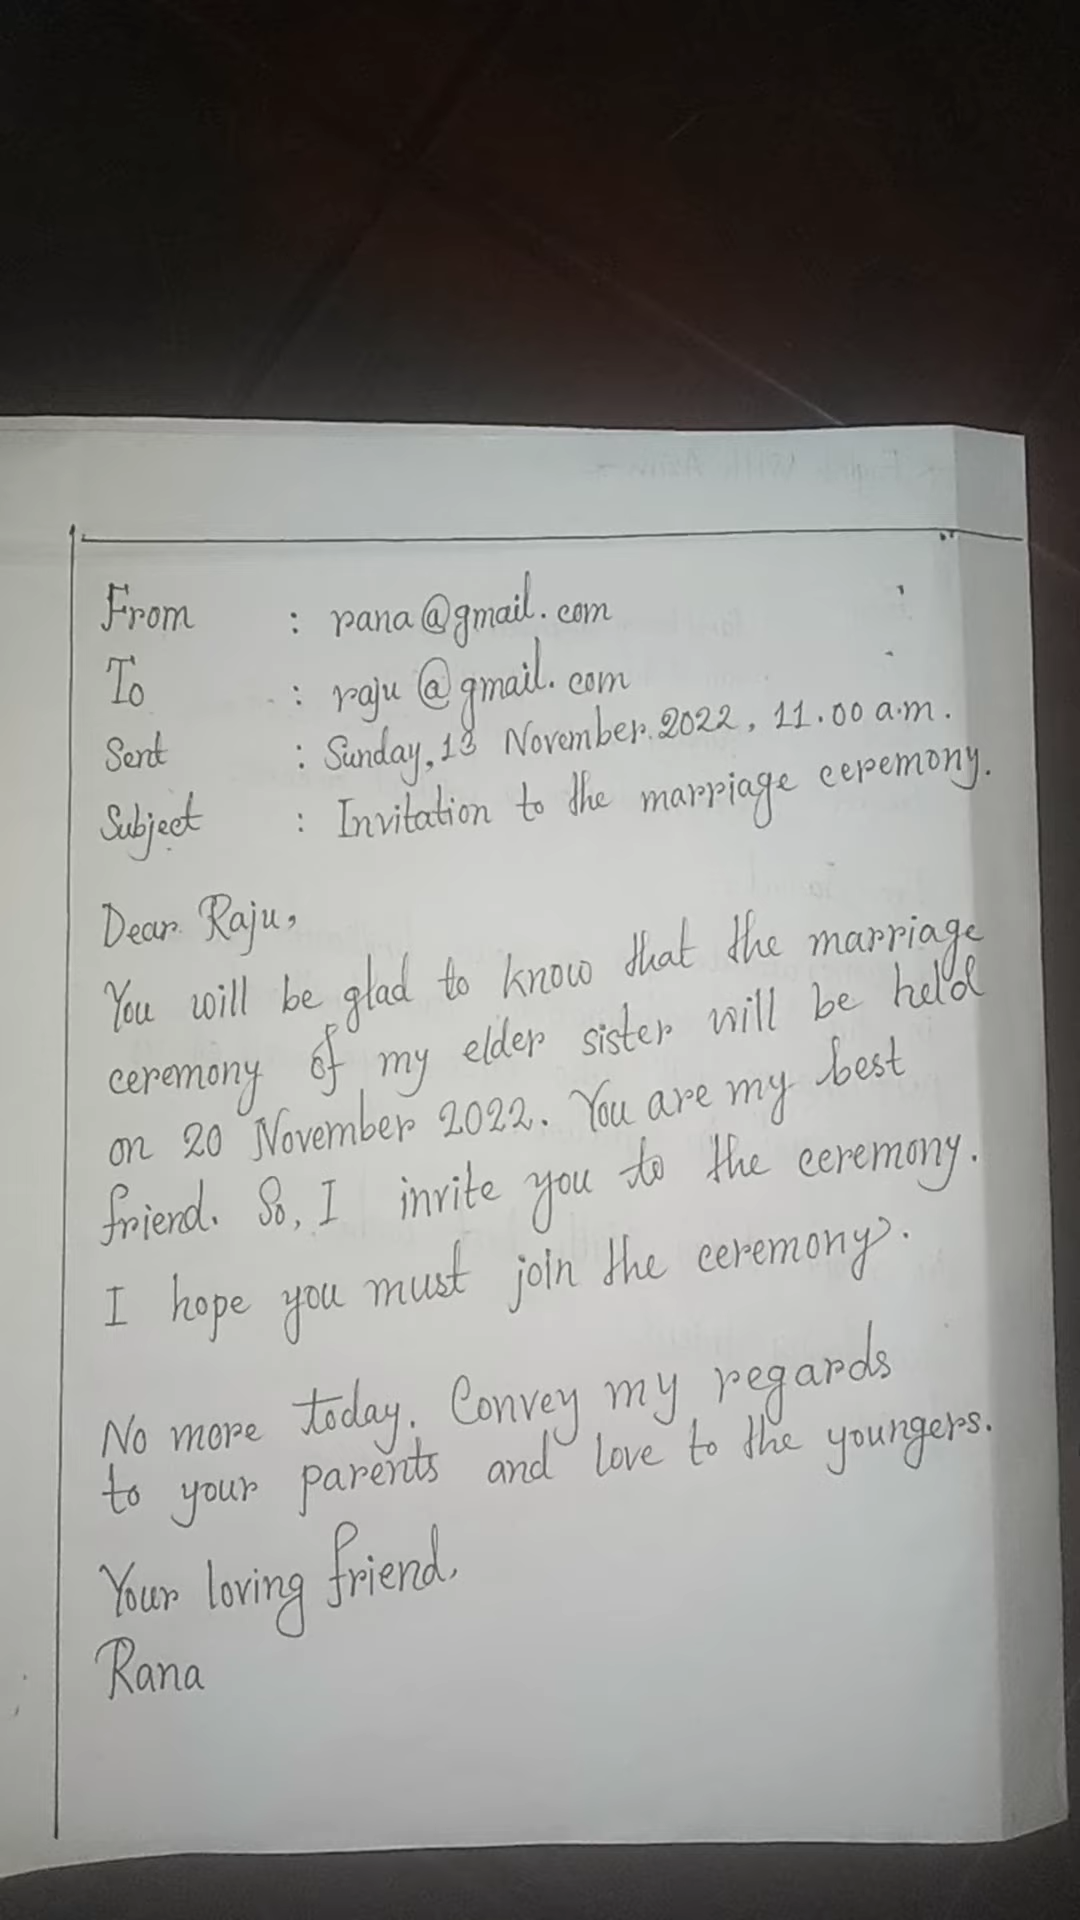 From : rana@gmail.com
To : raju@gmail.com
Sent : Sunday, 13 November 2022, 11.00 a.m.
Subject : Invitation to the marriage ceremony.
Dear Raju,
You will be glad to know that the marriage
ceremony of my elder sister will be held
on 20 November 2022. You are my best
friend. So, I invite you to the ceremony.
I hope you must join the ceremony.
No more today. Convey my regards
to your parents and love to the youngers.
Your loving friend,
Rana